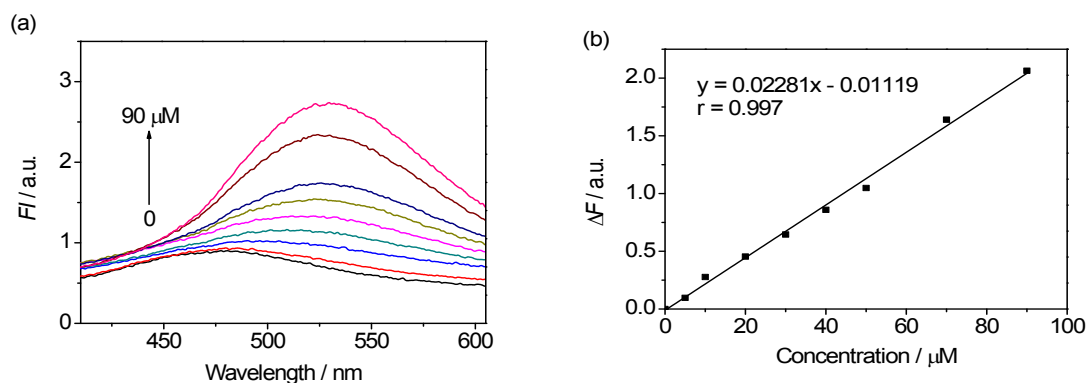 (a)
3
2
1
0
FI / a.u.
90 μM
0
450
500
550
600
Wavelength / nm
(b)
2.0
1.5
1.0
0.5
0.0
ΔF / a.u.
y = 0.02281x - 0.01119
r = 0.997
0
20
40
60
80
100
Concentration / μM